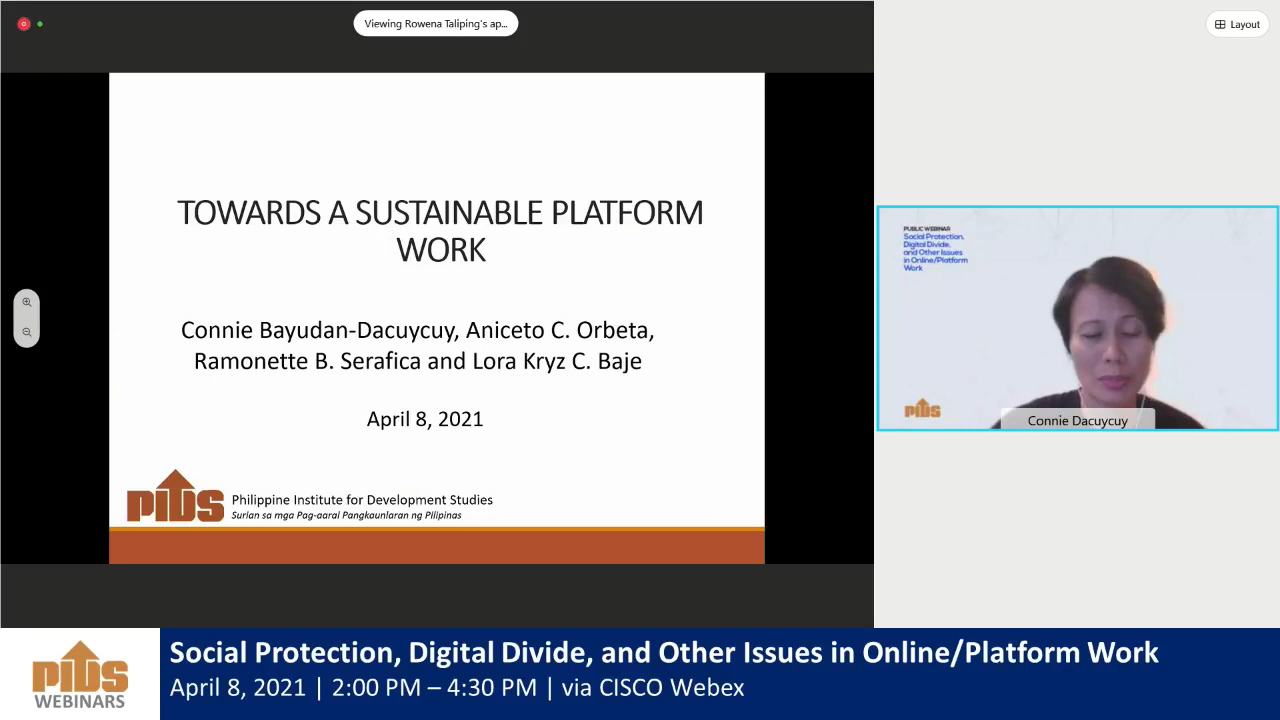 Viewing Rowena Taliping's ap...
Layout
TOWARDS A SUSTAINABLE PLATFORM
WORK
Connie Bayudan-Dacuycuy, Aniceto C. Orbeta,
Ramonette B. Serafica and Lora Kryz C. Baje
April 8, 2021
PIDS
Philippine Institute for Development Studies
Surian sa mga Pag-aaral Pangkaunlaran ng Pilipinas
PUBLIC WEBINAR
Social Protection,
Digital Divide,
and Other Issues
in Online/Platform
Work
PIDS
Connie Dacuycuy
PIDS
WEBINARS
Social Protection, Digital Divide, and Other Issues in Online/Platform Work
April 8, 2021 | 2:00 PM – 4:30 PM | via CISCO Webex